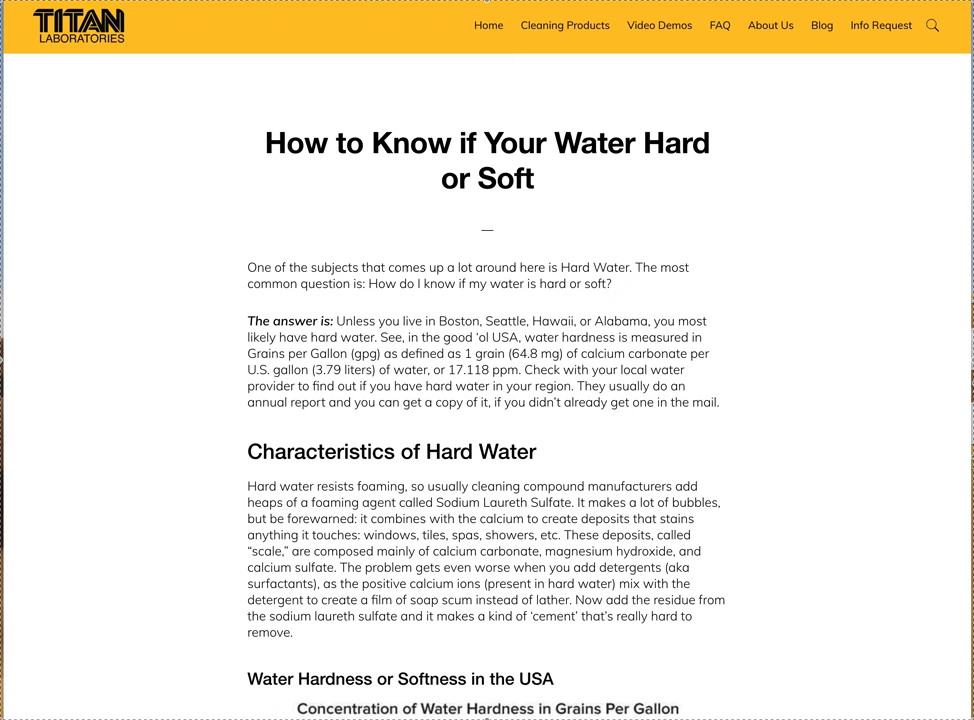 TITAN
LABORATORIES
Home Cleaning Products Video Demos FAQ About Us Blog Info Request
How to Know if Your Water Hard
or Soft
—
One of the subjects that comes up a lot around here is Hard Water. The most
common question is: How do I know if my water is hard or soft?
The answer is: Unless you live in Boston, Seattle, Hawaii, or Alabama, you most
likely have hard water. See, in the good ‘ol USA, water hardness is measured in
Grains per Gallon (gpg) as defined as 1 grain (64.8 mg) of calcium carbonate per
U.S. gallon (3.79 liters) of water, or 17.118 ppm. Check with your local water
provider to find out if you have hard water in your region. They usually do an
annual report and you can get a copy of it, if you didn’t already get one in the mail.
Characteristics of Hard Water
Hard water resists foaming, so usually cleaning compound manufacturers add
heaps of a foaming agent called Sodium Laureth Sulfate. It makes a lot of bubbles,
but be forewarned: it combines with the calcium to create deposits that stains
anything it touches: windows, tiles, spas, showers, etc. These deposits, called
“scale,” are composed mainly of calcium carbonate, magnesium hydroxide, and
calcium sulfate. The problem gets even worse when you add detergents (aka
surfactants), as the positive calcium ions (present in hard water) mix with the
detergent to create a film of soap scum instead of lather. Now add the residue from
the sodium laureth sulfate and it makes a kind of ‘cement’ that’s really hard to
remove.
Water Hardness or Softness in the USA
Concentration of Water Hardness in Grains Per Gallon